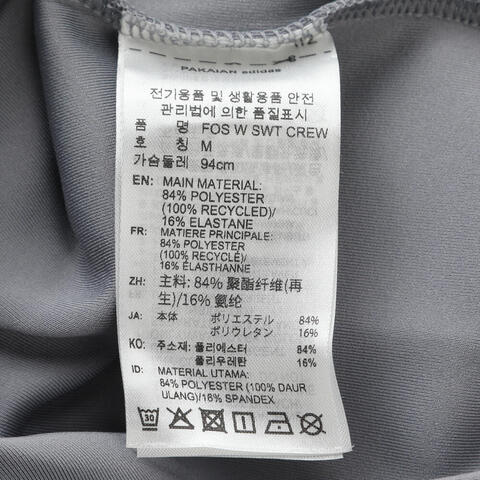 PAKAIAN adidas
전기용품 및 생활용품 안전
관리법에 의한 품질표시
품 명 FOS W SWT CREW
호 칭 M
가슴둘레 94cm
EN: MAIN MATERIAL:
84% POLYESTER
(100% RECYCLED)/
16% ELASTANE
FR: MATIERE PRINCIPALE:
84% POLYESTER
(100% RECYCLÉ)/
16% ÉLASTHANNE
ZH: 主料: 84% 聚酯纤维(再
生)/16% 氨纶
JA: 本体 ポリエステル 84%
ポリウレタン 16%
KO: 주소재: 폴리에스터 84%
폴리우레탄 16%
ID: MATERIAL UTAMA:
84% POLYESTER (100% DAUR
ULANG)/16% SPANDEX
30